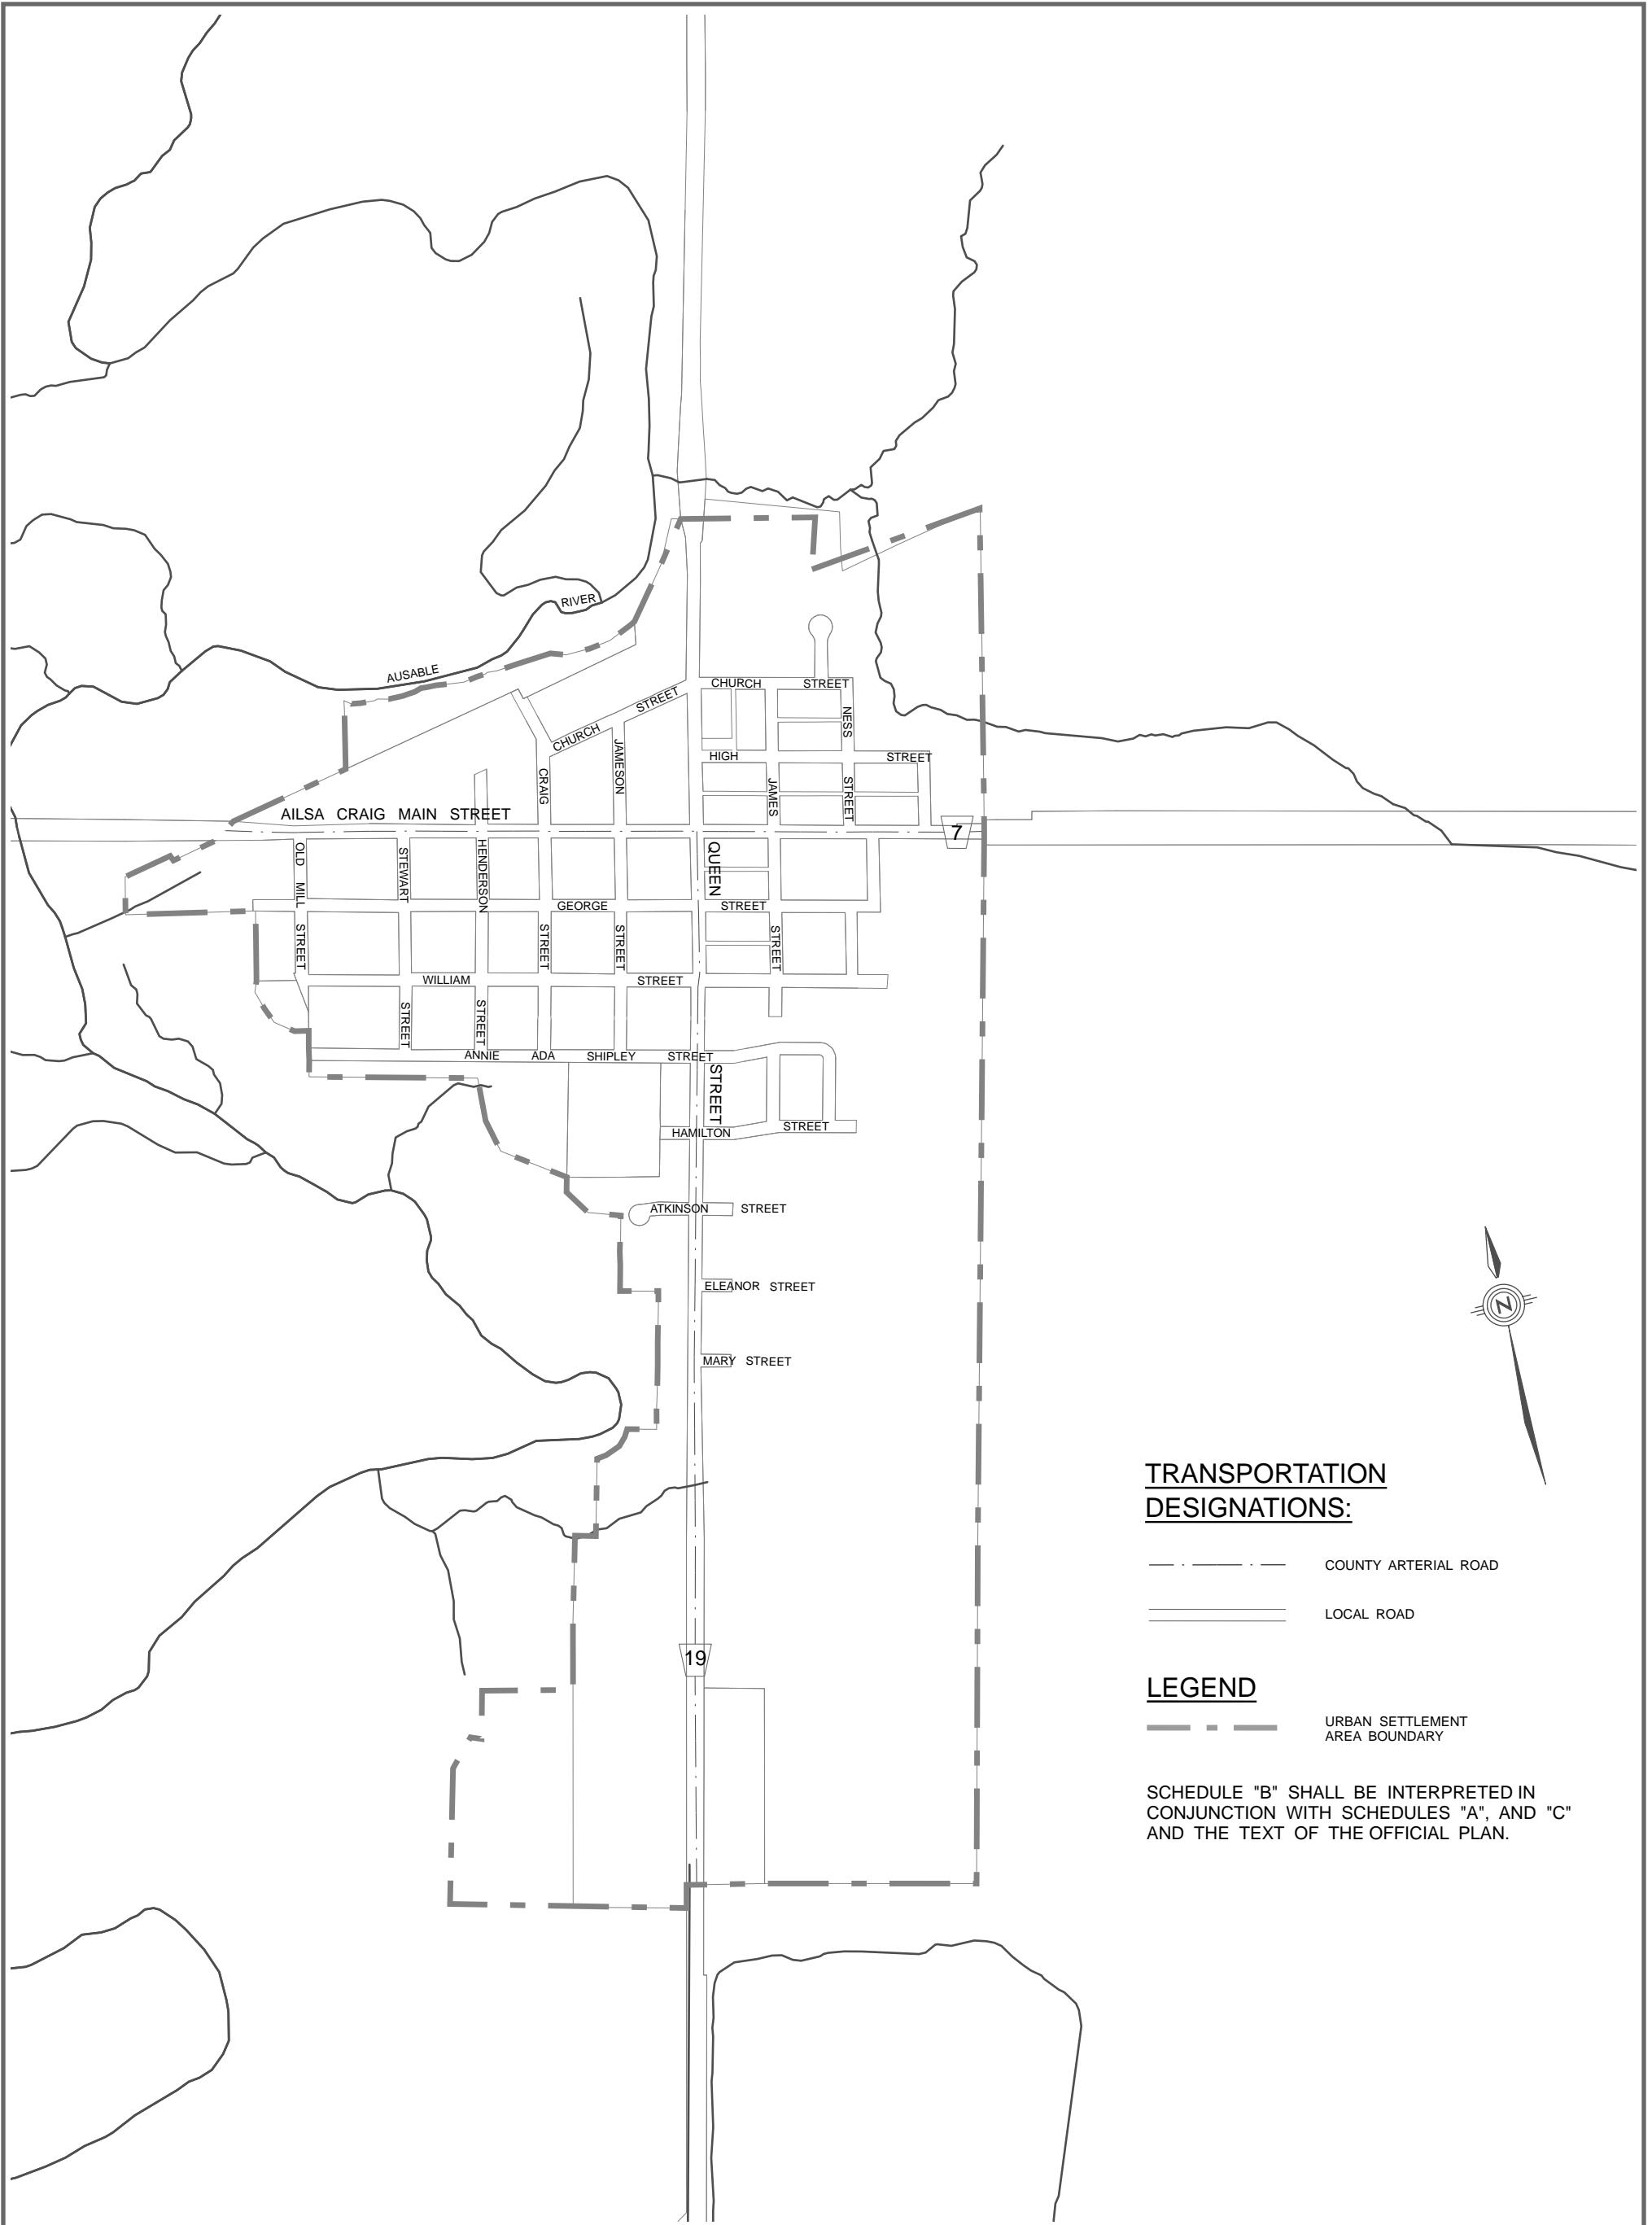 RIVER
AUSABLE
CHURCH STREET
CHURCH STREET
NESS STREET
JAMESON STREET
CRAIG STREET
HIGH STREET
JAMES STREET
AILSA CRAIG MAIN STREET
7
OLD MILL STREET
STEWART STREET
HENDERSON STREET
QUEEN STREET
GEORGE STREET
WILLIAM STREET
ANNIE ADA SHIPLEY STREET
HAMILTON STREET
ATKINSON STREET
ELEANOR STREET
MARY STREET
N
19
TRANSPORTATION
DESIGNATIONS:
COUNTY ARTERIAL ROAD
LOCAL ROAD
LEGEND
URBAN SETTLEMENT
AREA BOUNDARY
SCHEDULE "B" SHALL BE INTERPRETED IN
CONJUNCTION WITH SCHEDULES "A", AND "C"
AND THE TEXT OF THE OFFICIAL PLAN.